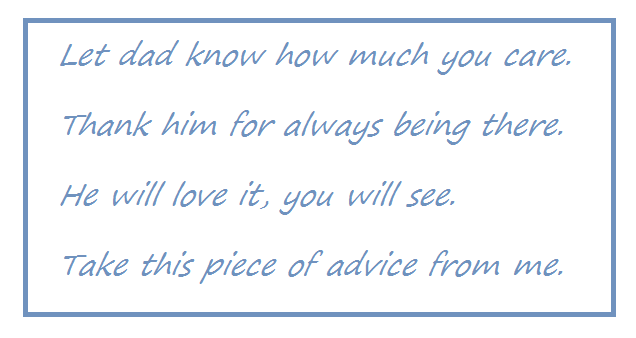 Let dad know how much you care.
Thank him for always being there.
He will love it, you will see.
Take this piece of advice from me.